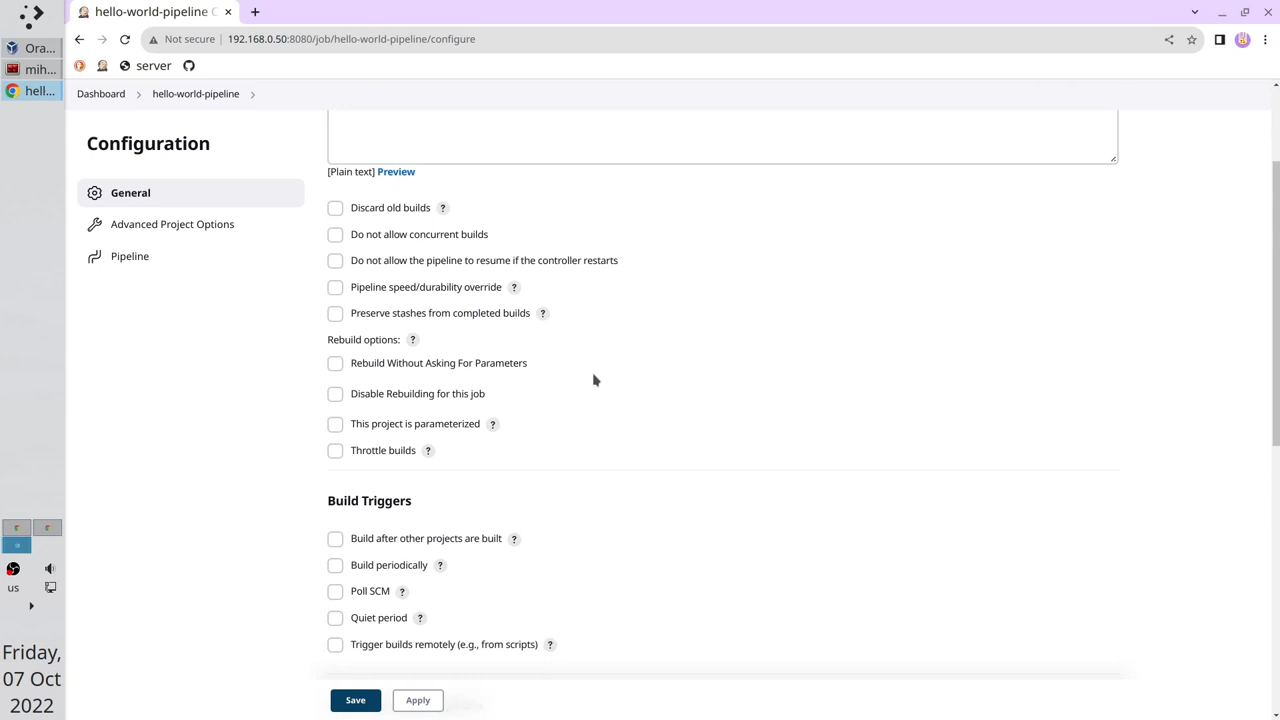 hello-world-pipeline C
Ora...
mih...
hell...
Not secure
192.168.0.50:8080/job/hello-world-pipeline/configure
server
Dashboard
hello-world-pipeline
Configuration
General
Advanced Project Options
Pipeline
[Plain text] Preview
Discard old builds ?
Do not allow concurrent builds
Do not allow the pipeline to resume if the controller restarts
Pipeline speed/durability override ?
Preserve stashes from completed builds ?
Rebuild options: ?
Rebuild Without Asking For Parameters
Disable Rebuilding for this job
This project is parameterized ?
Throttle builds ?
Build Triggers
Build after other projects are built ?
Build periodically ?
Poll SCM ?
Quiet period ?
Trigger builds remotely (e.g., from scripts) ?
Save
Apply
us
Friday,
07 Oct
2022